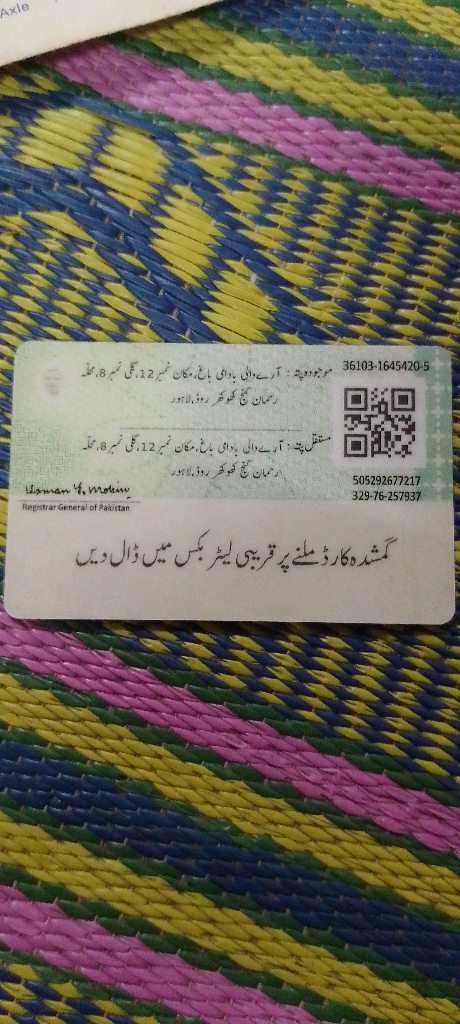 Axle
36103-1645420-5
موجودہ پتہ : آرے والی بادامی باغ، مکان نمبر 12، گلی نمبر 8، محلہ
رحمان گنج کھوکھر روڈ، لاہور
مستقل پتہ : آرے والی بادامی باغ، مکان نمبر 12، گلی نمبر 8، محلہ
رحمان گنج کھوکھر روڈ، لاہور
505292677217
329-76-257937
Usman Y. Mobin
Registrar General of Pakistan
گمشدہ کارڈ ملنے پر قریبی لیٹر بکس میں ڈال دیں